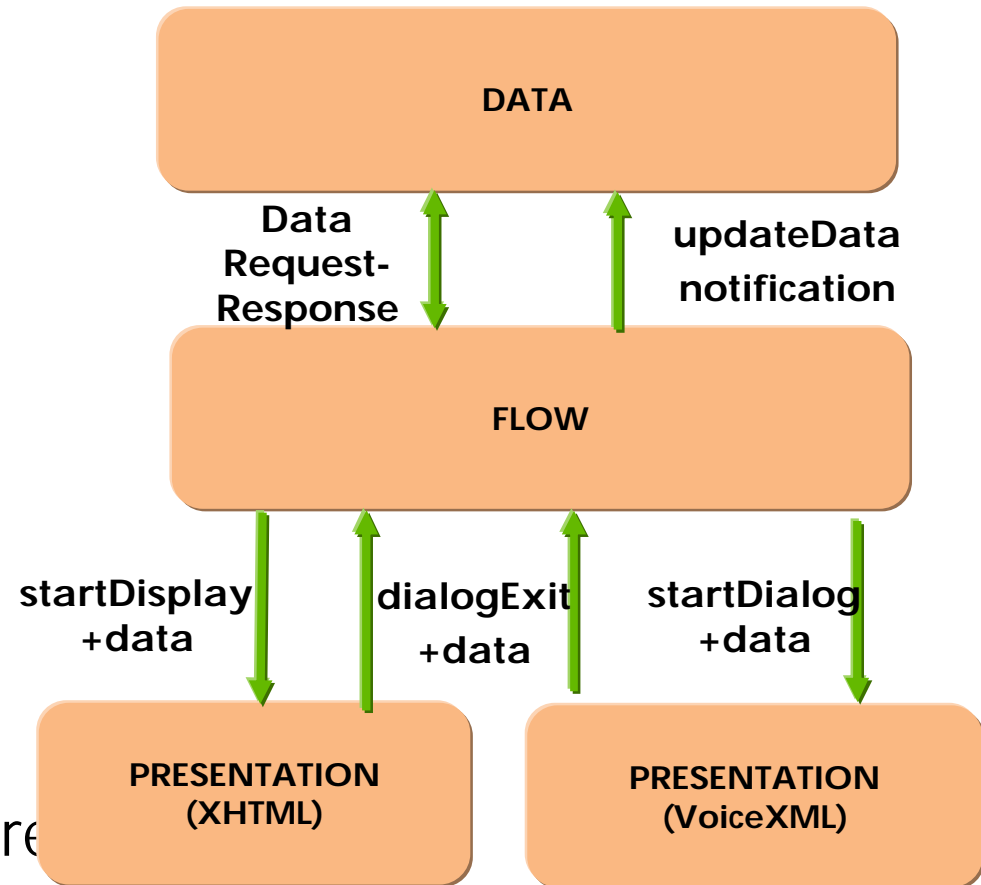 DATA
Data
Request-
Response
updateData
notification
FLOW
startDisplay
+data
dialogExit
+data
startDialog
+data
PRESENTATION
(XHTML)
PRESENTATION
(VoiceXML)